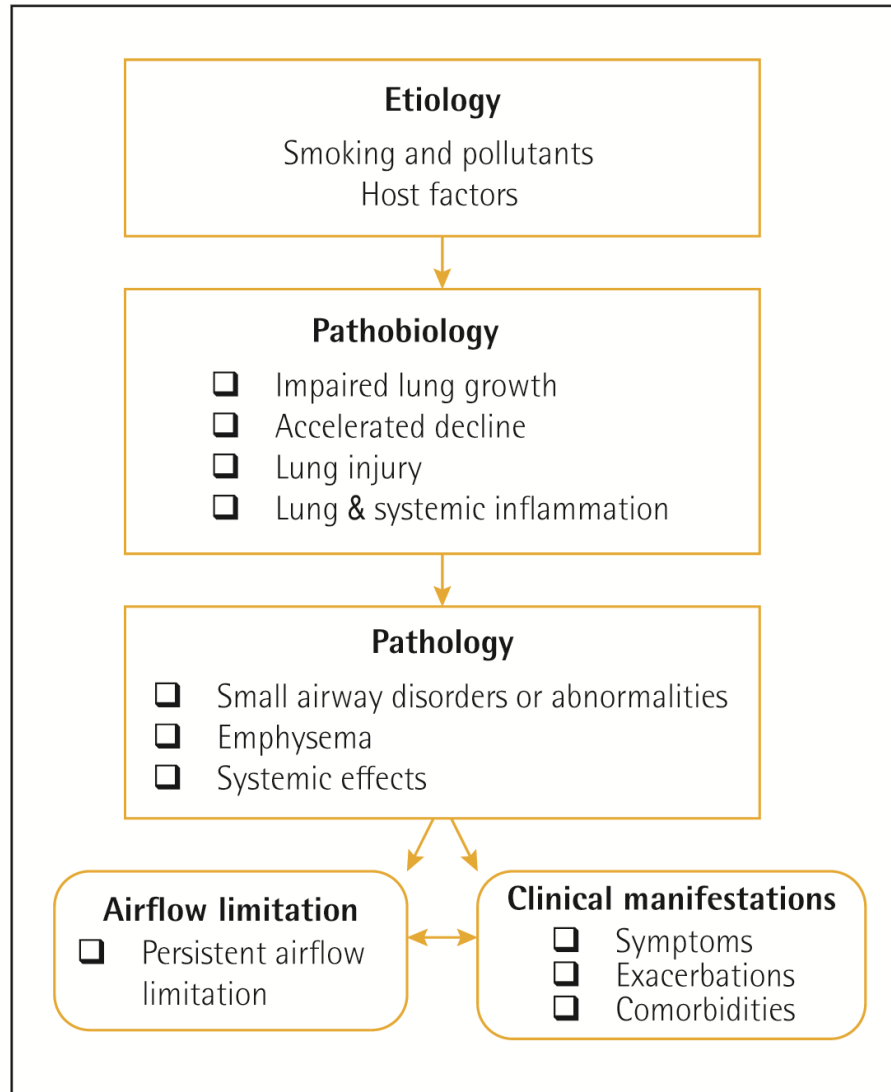 Etiology
Smoking and pollutants
Host factors
Pathobiology
❑ Impaired lung growth
❑ Accelerated decline
❑ Lung injury
❑ Lung & systemic inflammation
Pathology
❑ Small airway disorders or abnormalities
❑ Emphysema
❑ Systemic effects
Airflow limitation
❑ Persistent airflow
limitation
Clinical manifestations
❑ Symptoms
❑ Exacerbations
❑ Comorbidities